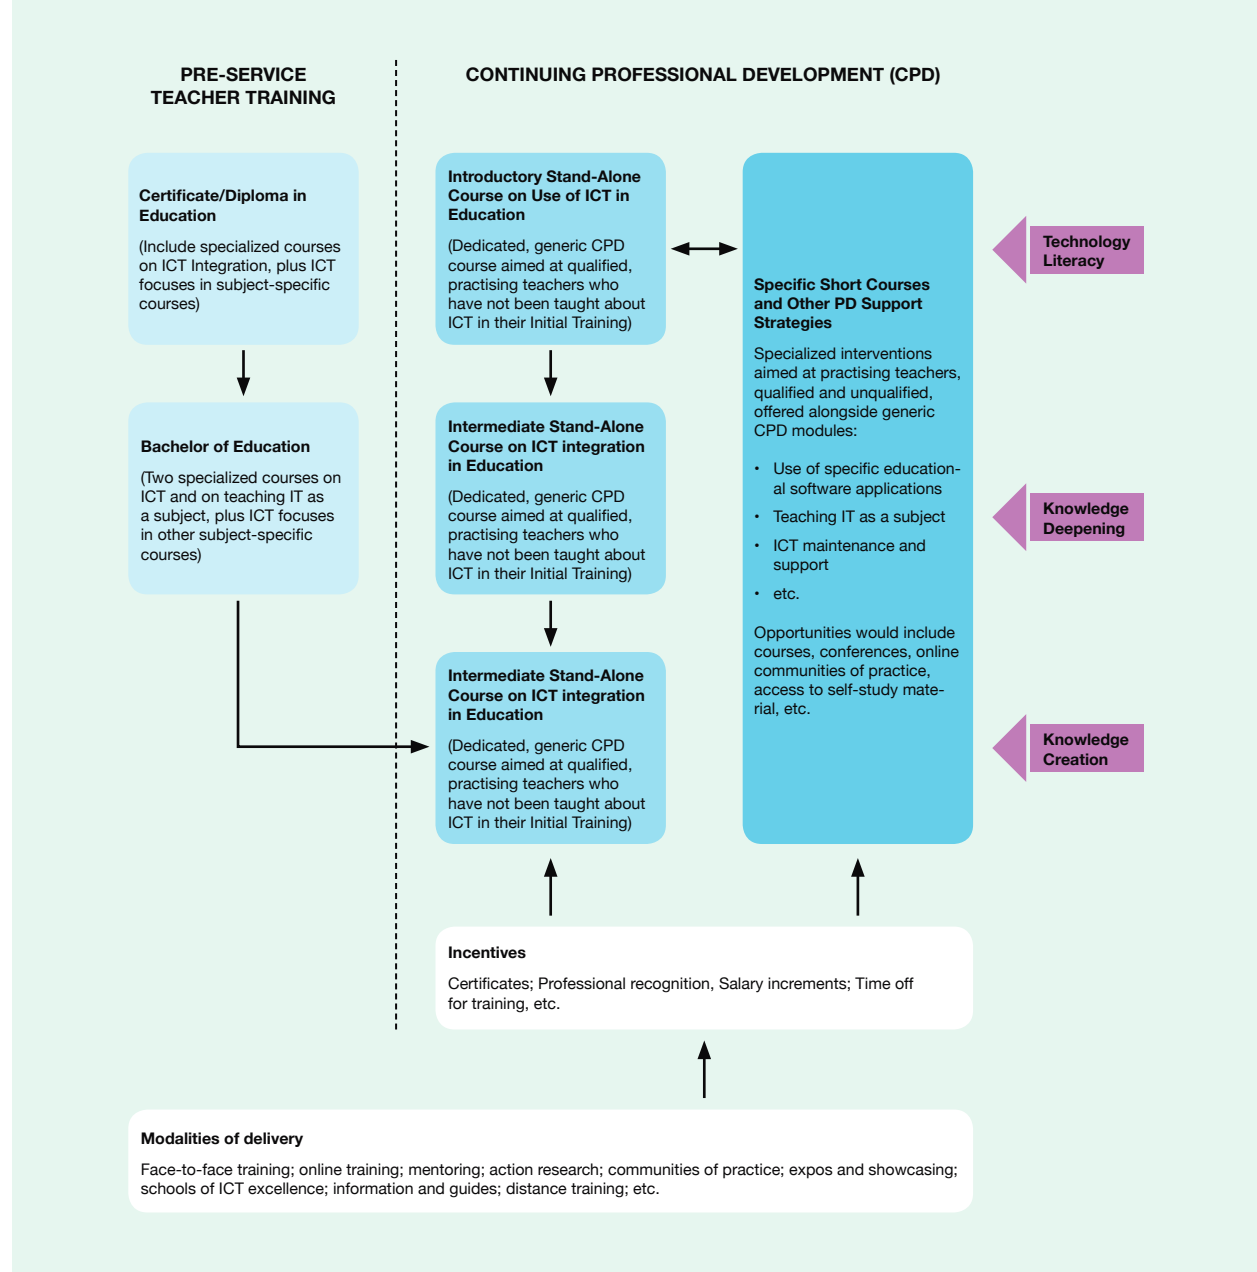 PRE-SERVICE
TEACHER TRAINING
CONTINUING PROFESSIONAL DEVELOPMENT (CPD)
Certificate/Diploma in
Education
(Include specialized courses
on ICT Integration, plus ICT
focuses in subject-specific
courses)
Bachelor of Education
(Two specialized courses on
ICT and on teaching IT as
a subject, plus ICT focuses
in other subject-specific
courses)
Introductory Stand-Alone
Course on Use of ICT in
Education
(Dedicated, generic CPD
course aimed at qualified,
practising teachers who
have not been taught about
ICT in their Initial Training)
Intermediate Stand-Alone
Course on ICT integration
in Education
(Dedicated, generic CPD
course aimed at qualified,
practising teachers who
have not been taught about
ICT in their Initial Training)
Intermediate Stand-Alone
Course on ICT integration
in Education
(Dedicated, generic CPD
course aimed at qualified,
practising teachers who
have not been taught about
ICT in their Initial Training)
Specific Short Courses
and Other PD Support
Strategies
Specialized interventions
aimed at practising teachers,
qualified and unqualified,
offered alongside generic
CPD modules:
• Use of specific education-
al software applications
• Teaching IT as a subject
• ICT maintenance and
support
• etc.
Opportunities would include
courses, conferences, online
communities of practice,
access to self-study mate-
rial, etc.
Technology
Literacy
Knowledge
Deepening
Knowledge
Creation
Incentives
Certificates; Professional recognition, Salary increments; Time off
for training, etc.
Modalities of delivery
Face-to-face training; online training; mentoring; action research; communities of practice; expos and showcasing;
schools of ICT excellence; information and guides; distance training; etc.